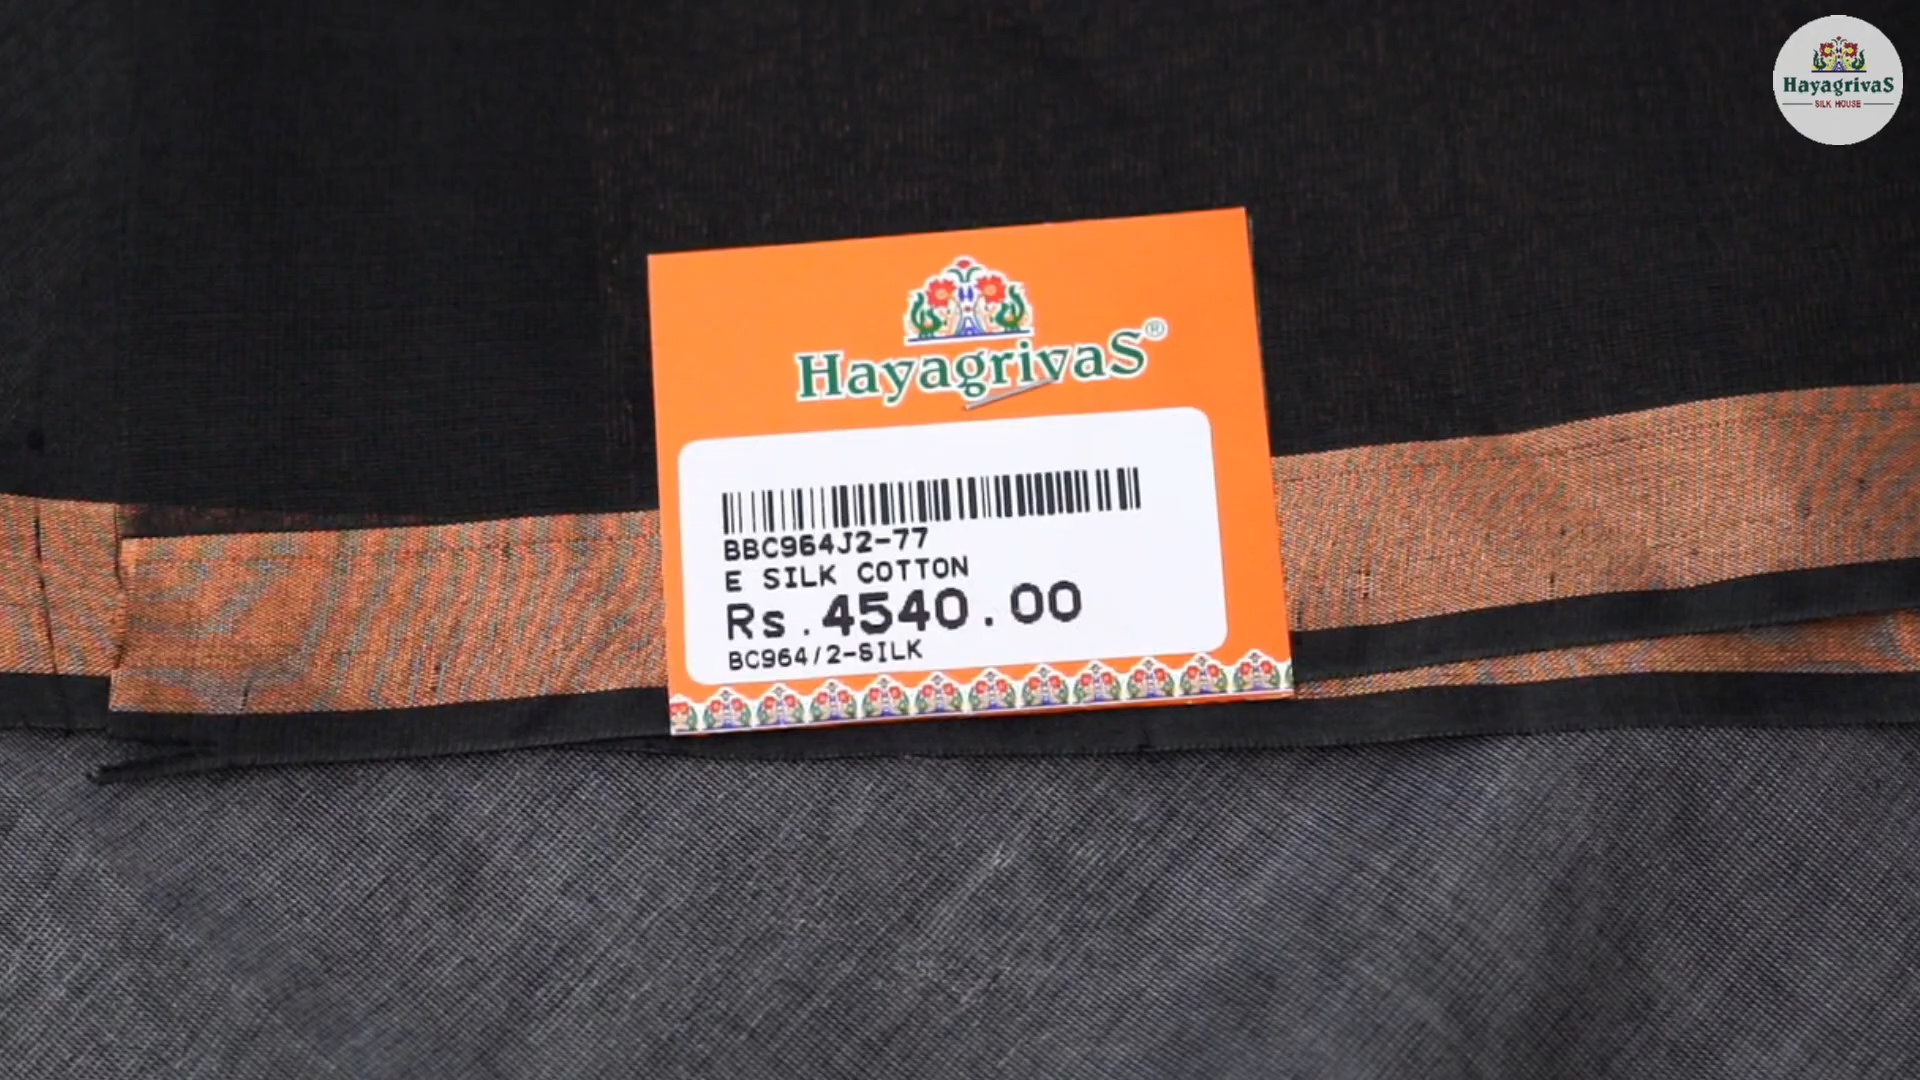 HayagrivaS
SILK HOUSE
HayagrivaS®
BBC964J2-77
E SILK COTTON
Rs.4540.00
BC964/2-SILK